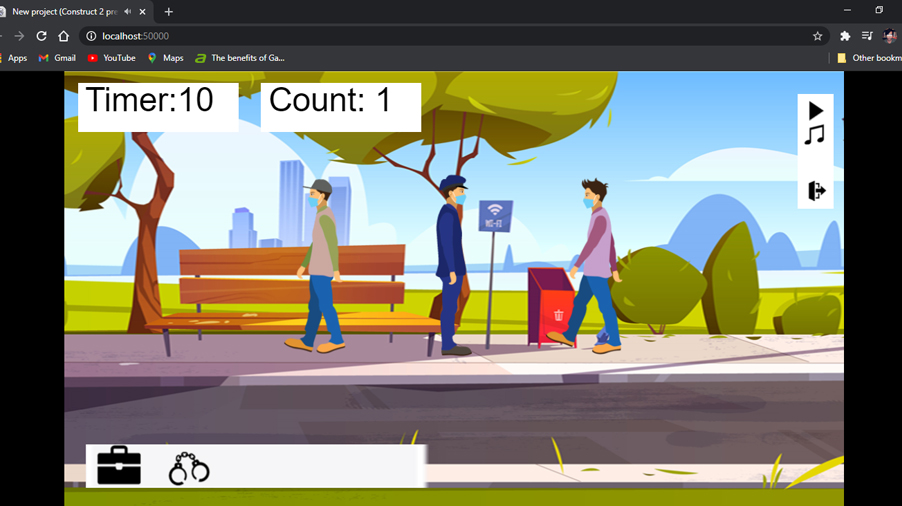 New project (Construct 2 pre
localhost:50000
Apps
Gmail
YouTube
Maps
The benefits of Ga...
Other bookm
Timer:10
Count: 1
WI-FI